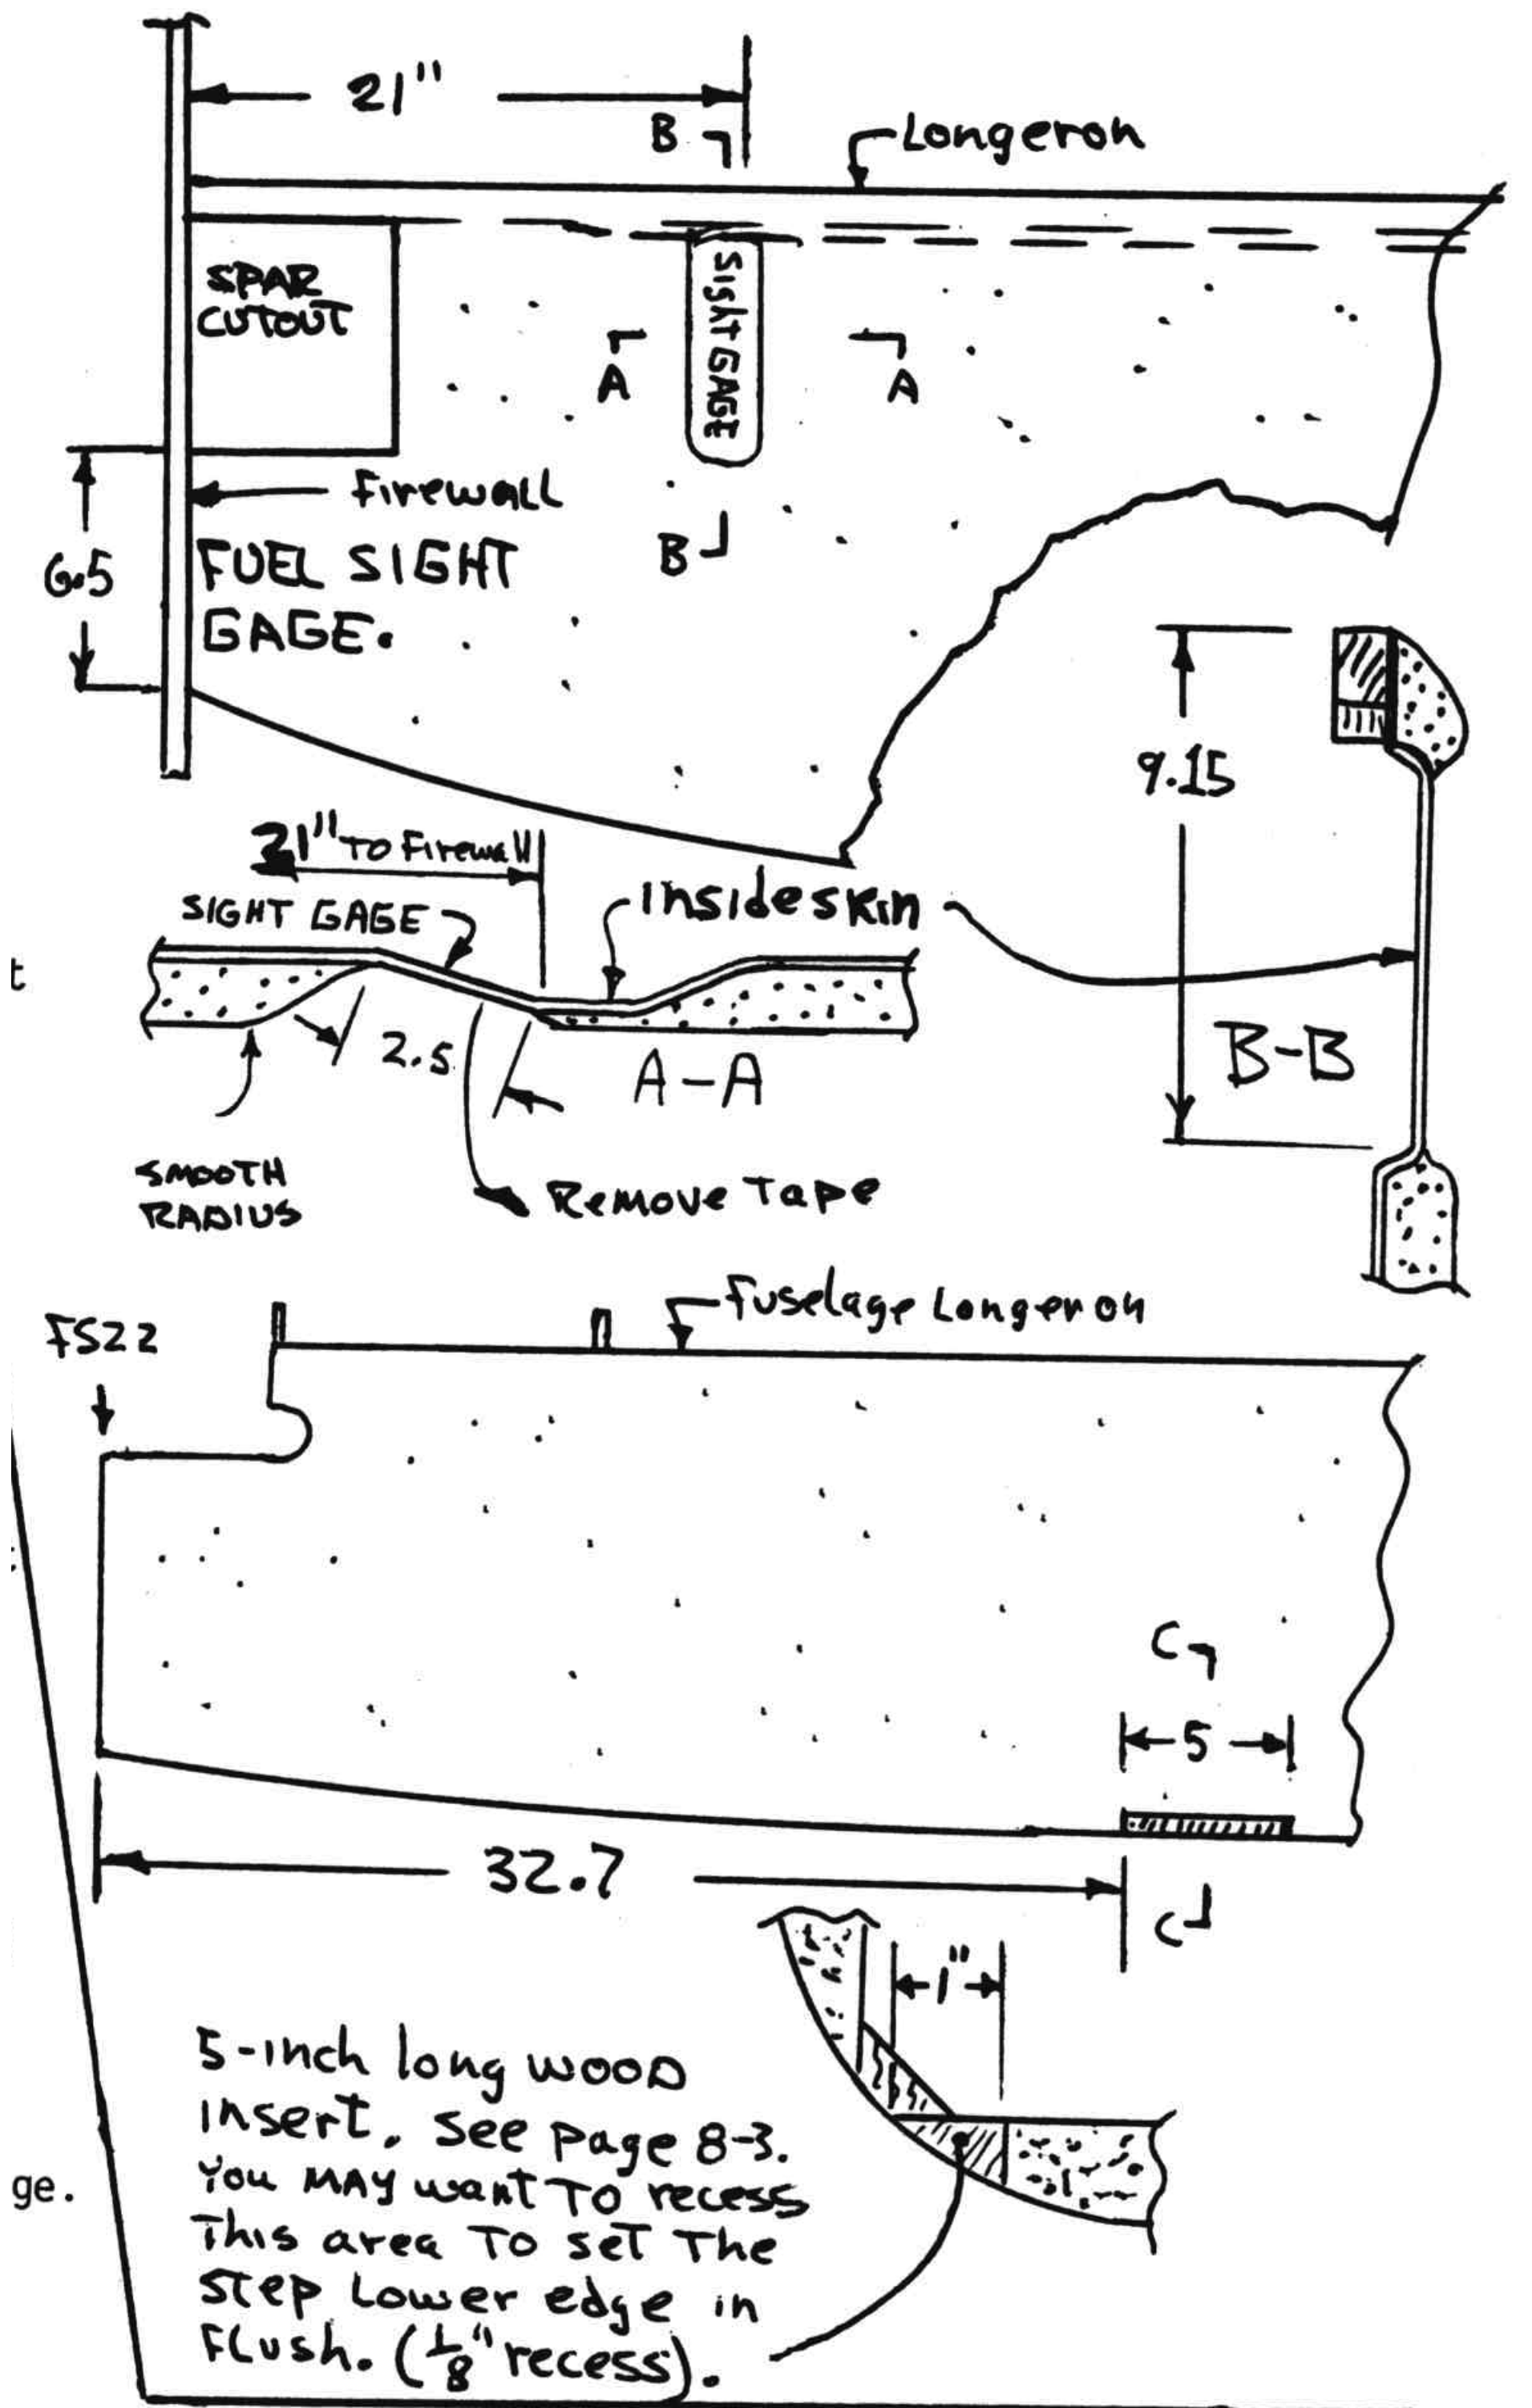 21"
B
Longeron
SPAR
CUTOUT
SIGHT GAGE
A
A
Firewall
B
6.5
FUEL SIGHT
GAGE.
9.15
21" TO Firewall
SIGHT GAGE
Inside skin
t
2.5
A-A
B-B
SMOOTH
RADIUS
Remove Tape
Fuselage Longeron
FS22
C
5
32.7
C
1"
5-inch long wood
insert. See page 8-3.
You MAY want To recess
This area To set The
Step Lower edge in
Flush. (1/8" recess).
ge.